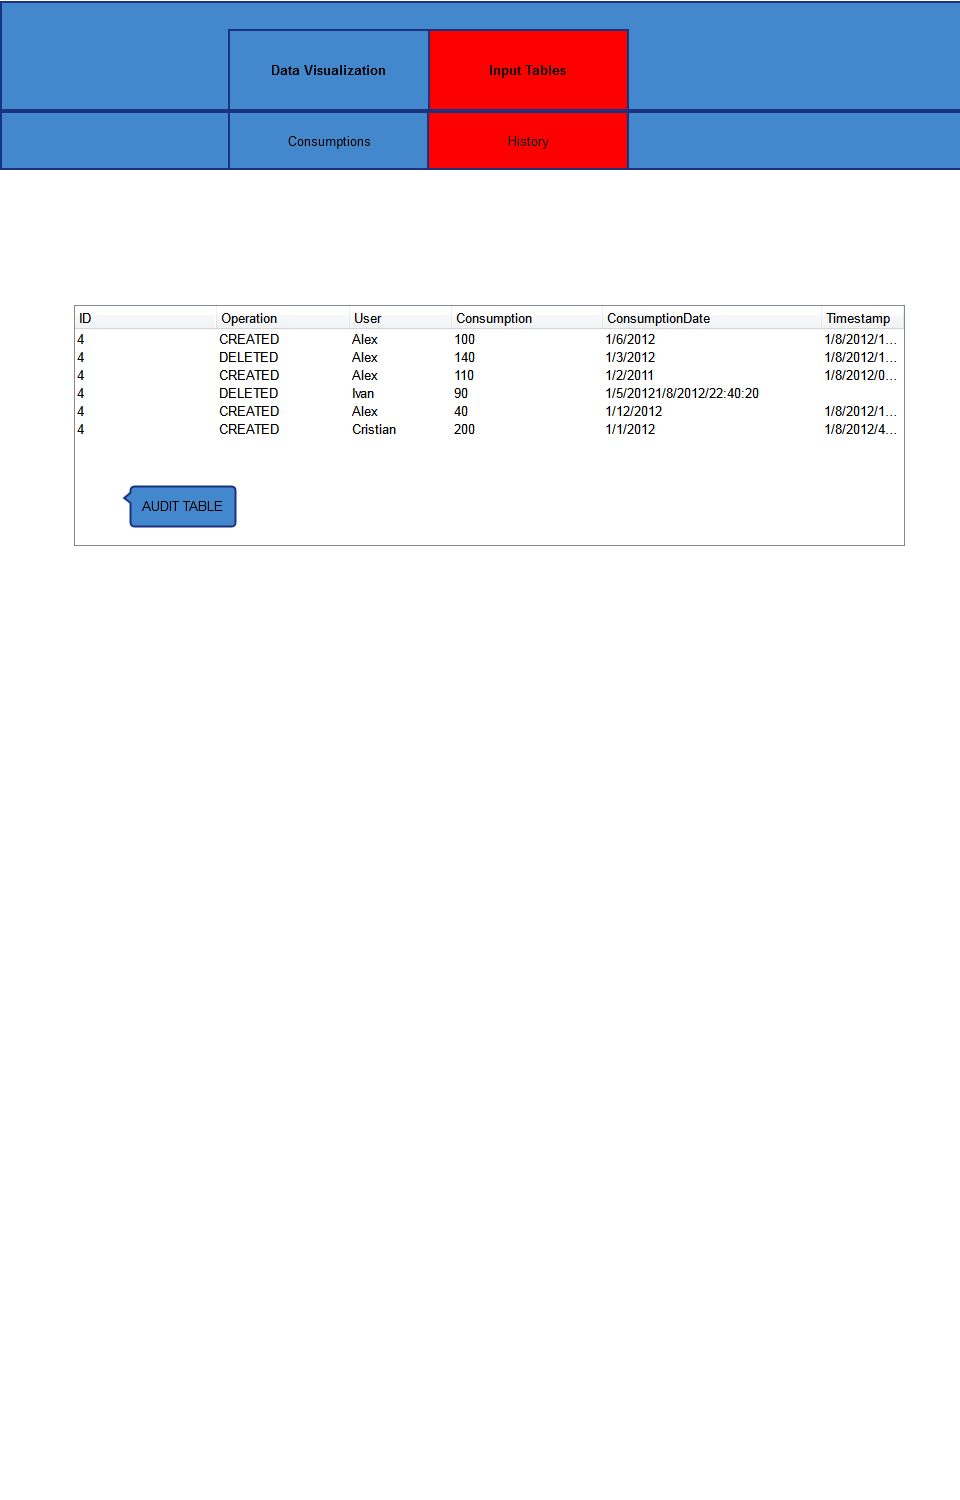 Data Visualization Input Tables
Consumptions History
ID Operation User Consumption ConsumptionDate Timestamp
4 CREATED Alex 100 1/6/2012 1/8/2012/1...
4 DELETED Alex 140 1/3/2012 1/8/2012/1...
4 CREATED Alex 110 1/2/2011 1/8/2012/0...
4 DELETED Ivan 90 1/5/20121/8/2012/22:40:20
4 CREATED Alex 40 1/12/2012 1/8/2012/1...
4 CREATED Cristian 200 1/1/2012 1/8/2012/4...
AUDIT TABLE